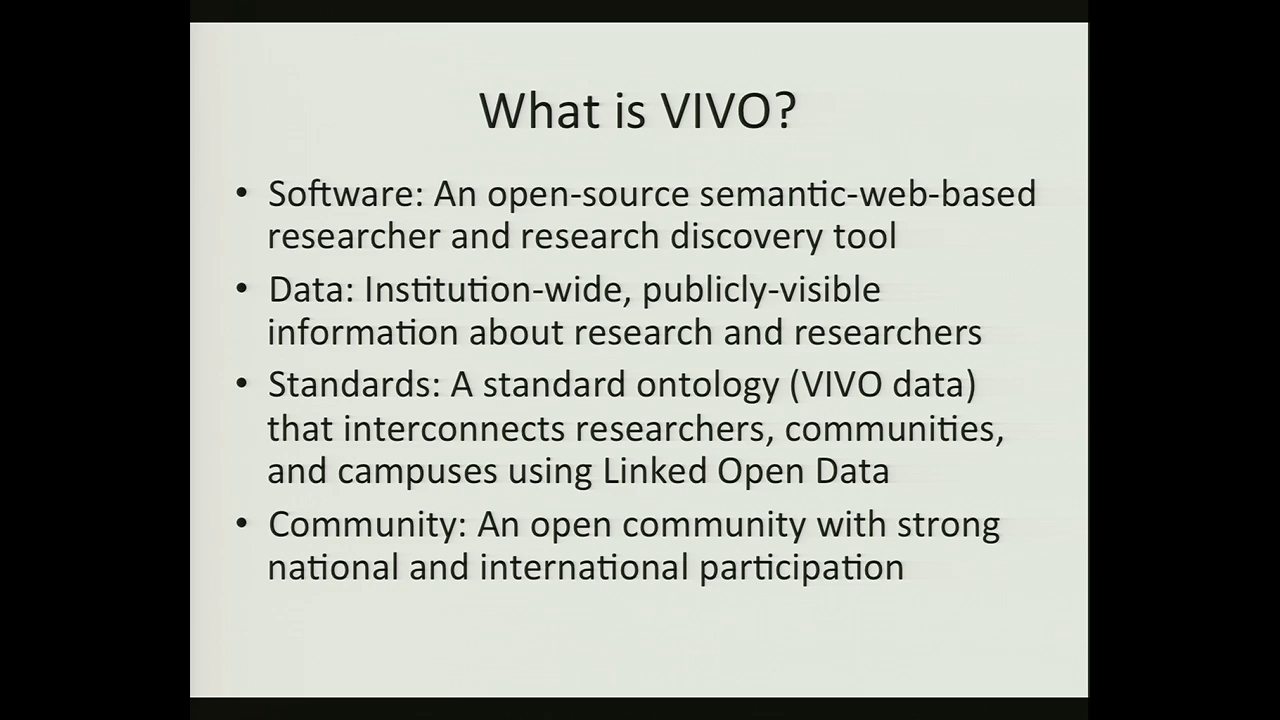 What is VIVO?
• Software: An open-source semantic-web-based
researcher and research discovery tool
• Data: Institution-wide, publicly-visible
information about research and researchers
• Standards: A standard ontology (VIVO data)
that interconnects researchers, communities,
and campuses using Linked Open Data
• Community: An open community with strong
national and international participation